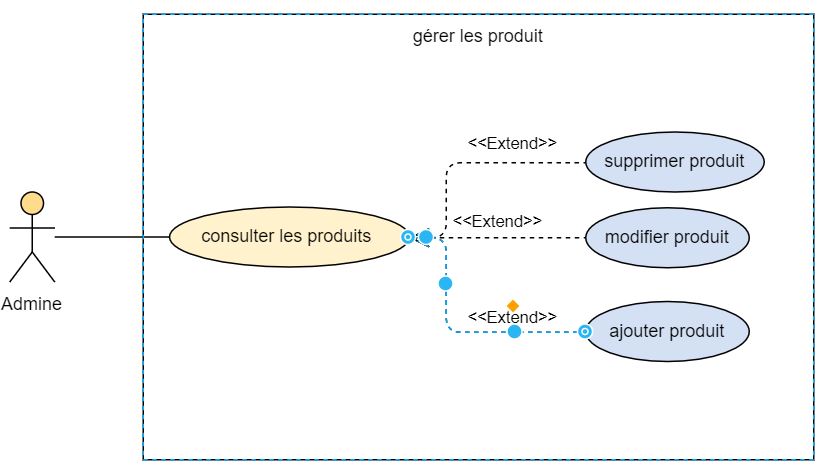 gérer les produit
<<Extend>>
supprimer produit
<<Extend>>
consulter les produits
modifier produit
Admine
<<Extend>>
ajouter produit